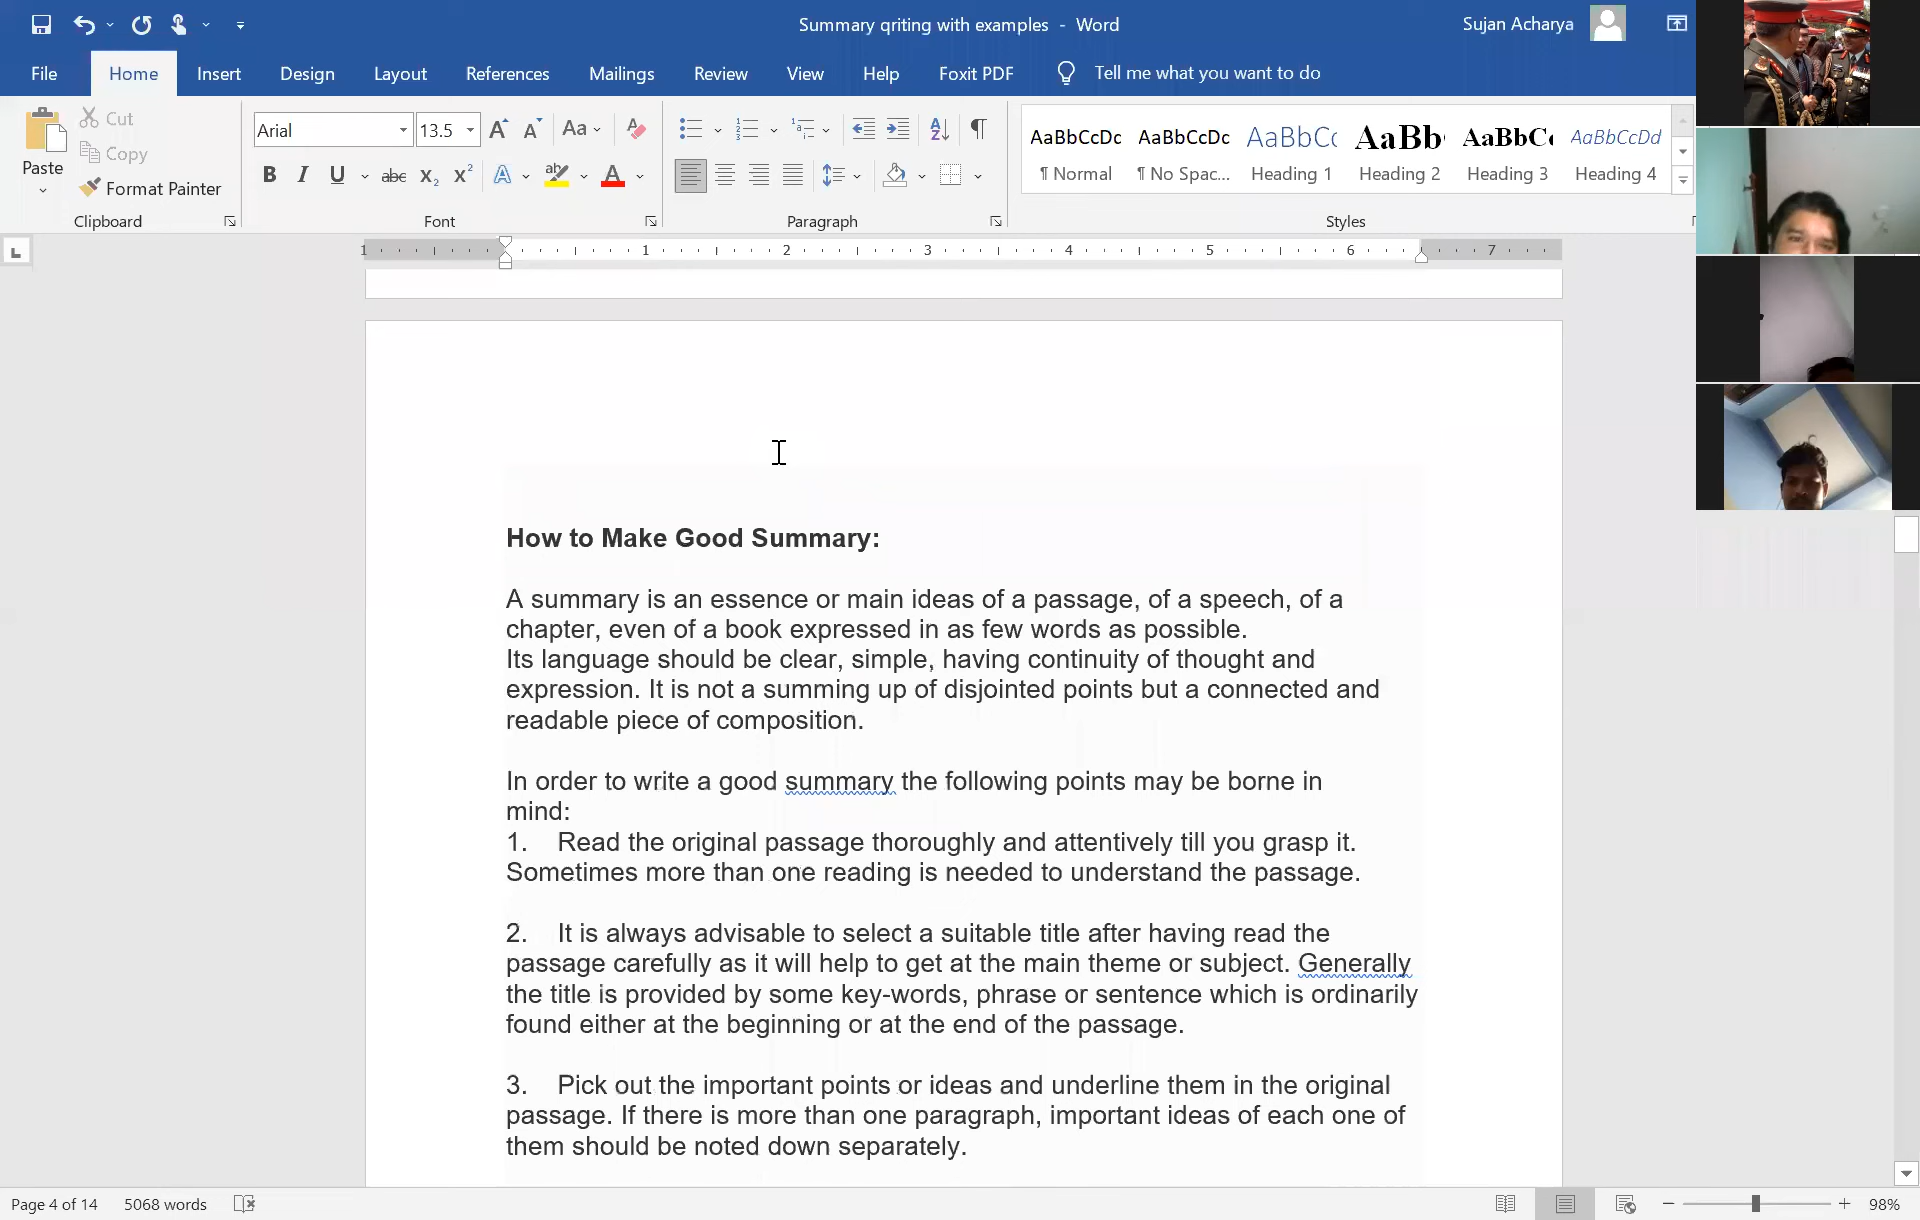 Summary qriting with examples - Word
Sujan Acharya
File Home Insert Design Layout References Mailings Review View Help Foxit PDF Tell me what you want to do
Paste
Cut
Copy
Format Painter
Clipboard
Arial 13.5
Font
Paragraph
AaBbCcDc AaBbCcDc AaBbCc AaBb AaBbCc AaBbCcDd
¶ Normal ¶ No Spac... Heading 1 Heading 2 Heading 3 Heading 4
Styles
1 1 2 3 4 5 6 7
How to Make Good Summary:
A summary is an essence or main ideas of a passage, of a speech, of a
chapter, even of a book expressed in as few words as possible.
Its language should be clear, simple, having continuity of thought and
expression. It is not a summing up of disjointed points but a connected and
readable piece of composition.
In order to write a good summary the following points may be borne in
mind:
1. Read the original passage thoroughly and attentively till you grasp it.
Sometimes more than one reading is needed to understand the passage.
2. It is always advisable to select a suitable title after having read the
passage carefully as it will help to get at the main theme or subject. Generally
the title is provided by some key-words, phrase or sentence which is ordinarily
found either at the beginning or at the end of the passage.
3. Pick out the important points or ideas and underline them in the original
passage. If there is more than one paragraph, important ideas of each one of
them should be noted down separately.
Page 4 of 14 5068 words 98%